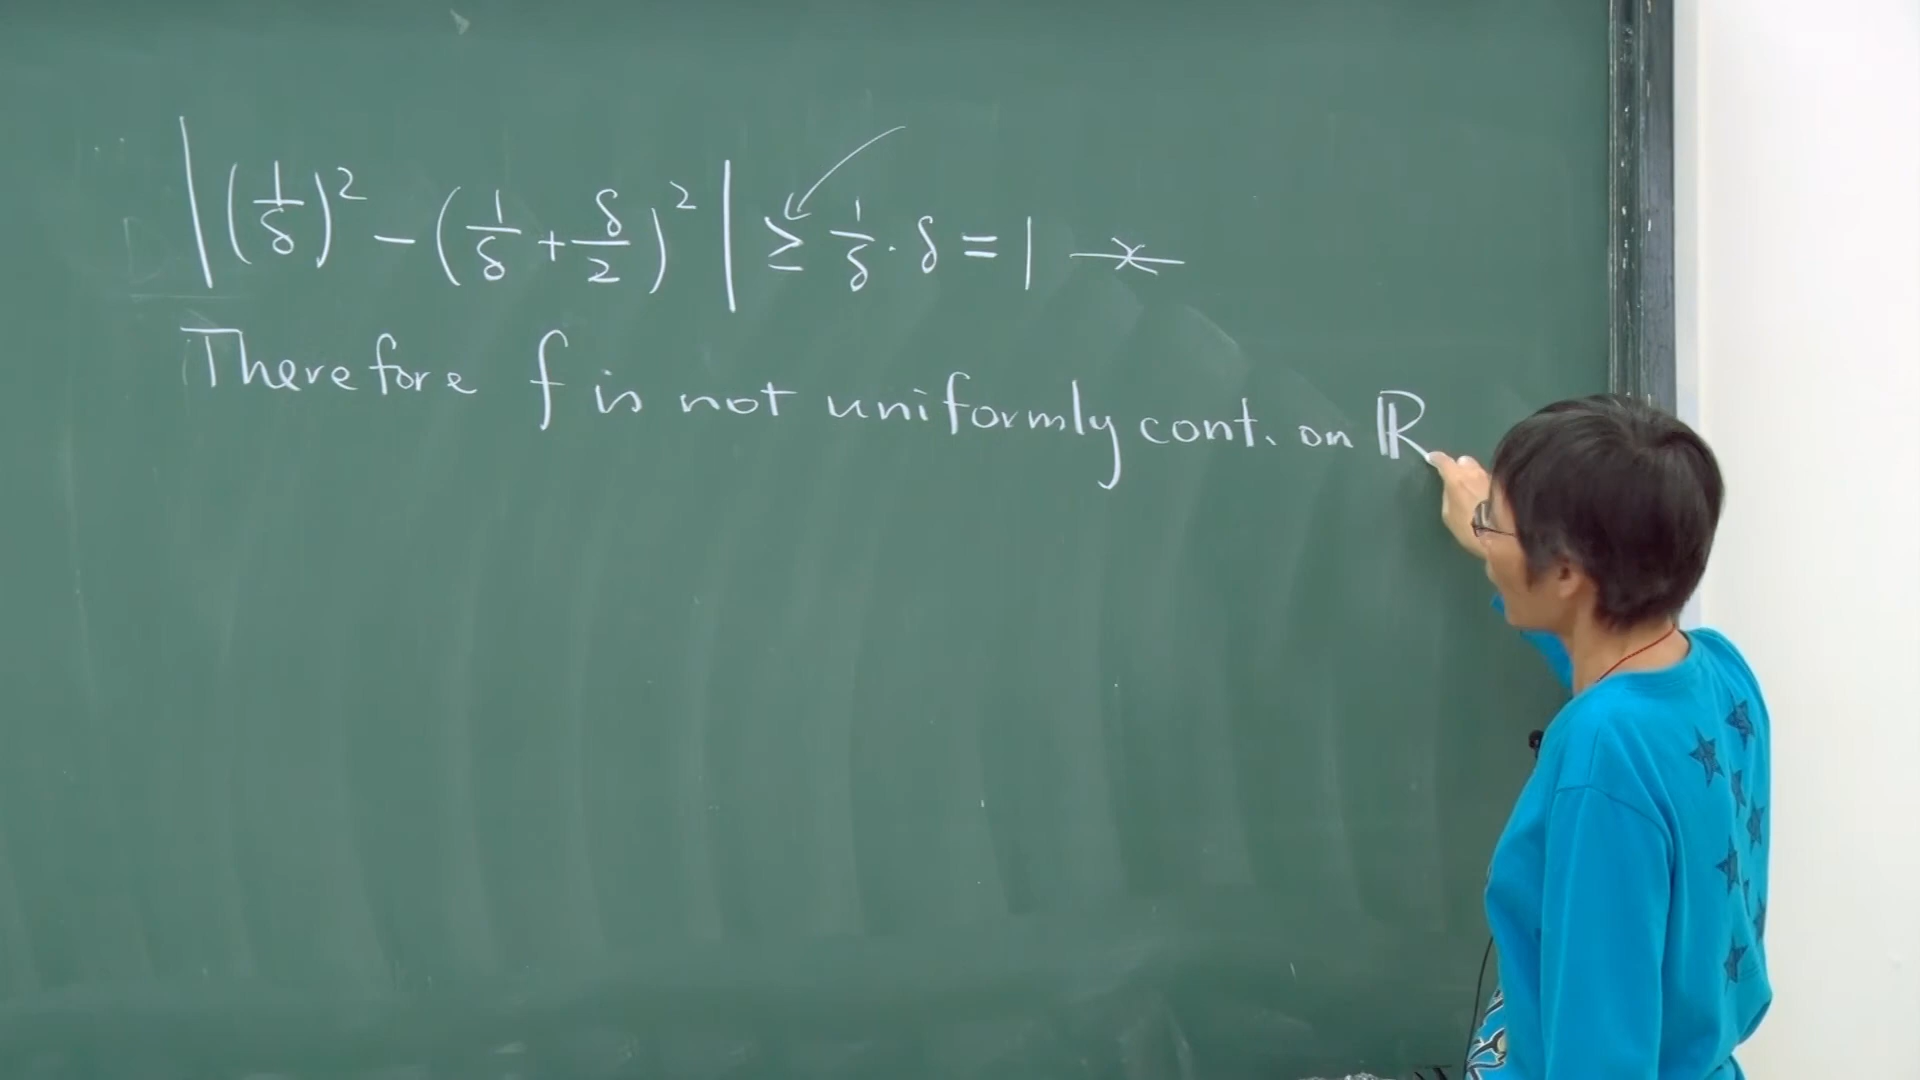 |(1/δ)² - (1/δ + δ/2)²| ≥ 1/δ · δ = 1 ※
Therefore f is not uniformly cont. on ℝ